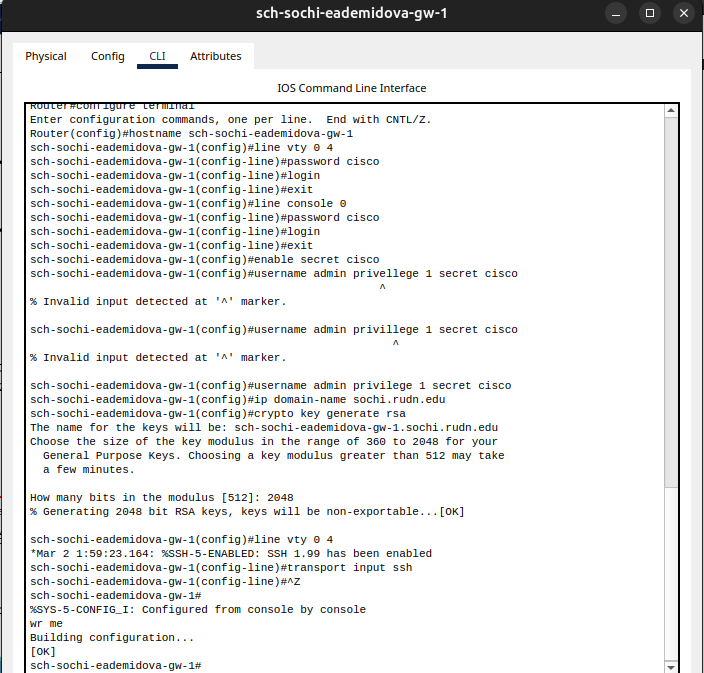 sch-sochi-eademidova-gw-1
Physical Config CLI Attributes
IOS Command Line Interface
Router#configure terminal
Enter configuration commands, one per line.  End with CNTL/Z.
Router(config)#hostname sch-sochi-eademidova-gw-1
sch-sochi-eademidova-gw-1(config)#line vty 0 4
sch-sochi-eademidova-gw-1(config-line)#password cisco
sch-sochi-eademidova-gw-1(config-line)#login
sch-sochi-eademidova-gw-1(config-line)#exit
sch-sochi-eademidova-gw-1(config)#line console 0
sch-sochi-eademidova-gw-1(config-line)#password cisco
sch-sochi-eademidova-gw-1(config-line)#login
sch-sochi-eademidova-gw-1(config-line)#exit
sch-sochi-eademidova-gw-1(config)#enable secret cisco
sch-sochi-eademidova-gw-1(config)#username admin privellege 1 secret cisco
^
% Invalid input detected at '^' marker.
sch-sochi-eademidova-gw-1(config)#username admin privillege 1 secret cisco
^
% Invalid input detected at '^' marker.
sch-sochi-eademidova-gw-1(config)#username admin privilege 1 secret cisco
sch-sochi-eademidova-gw-1(config)#ip domain-name sochi.rudn.edu
sch-sochi-eademidova-gw-1(config)#crypto key generate rsa
The name for the keys will be: sch-sochi-eademidova-gw-1.sochi.rudn.edu
Choose the size of the key modulus in the range of 360 to 2048 for your
General Purpose Keys. Choosing a key modulus greater than 512 may take
a few minutes.
How many bits in the modulus [512]: 2048
% Generating 2048 bit RSA keys, keys will be non-exportable...[OK]
sch-sochi-eademidova-gw-1(config)#line vty 0 4
*Mar 2 1:59:23.164: %SSH-5-ENABLED: SSH 1.99 has been enabled
sch-sochi-eademidova-gw-1(config-line)#transport input ssh
sch-sochi-eademidova-gw-1(config-line)#^Z
sch-sochi-eademidova-gw-1#
%SYS-5-CONFIG_I: Configured from console by console
wr me
Building configuration...
[OK]
sch-sochi-eademidova-gw-1#